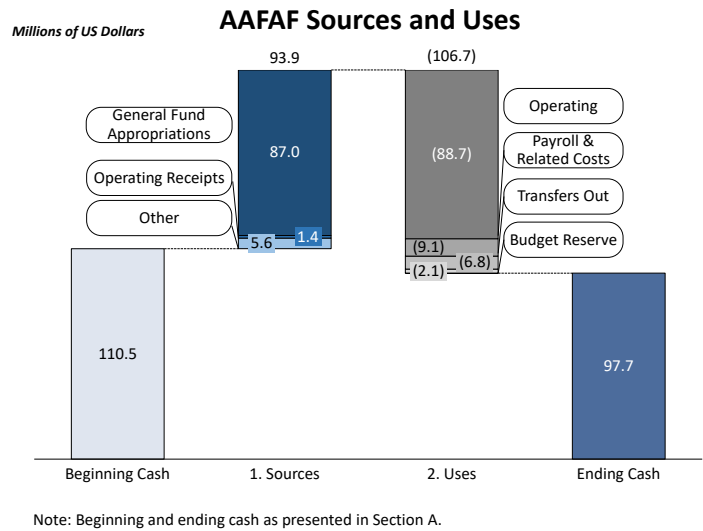 AAFAF Sources and Uses
Millions of US Dollars
93.9
(106.7)
General Fund
Appropriations
Operating Receipts
Other
87.0
1.4
5.6
(88.7)
(9.1)
(6.8)
(2.1)
Operating
Payroll &
Related Costs
Transfers Out
Budget Reserve
110.5
97.7
Beginning Cash
1. Sources
2. Uses
Ending Cash
Note: Beginning and ending cash as presented in Section A.